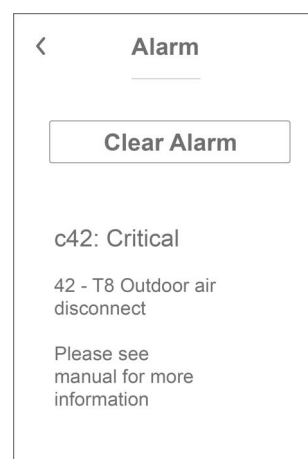 Alarm
Clear Alarm
c42: Critical
42 - T8 Outdoor air
disconnect
Please see
manual for more
information